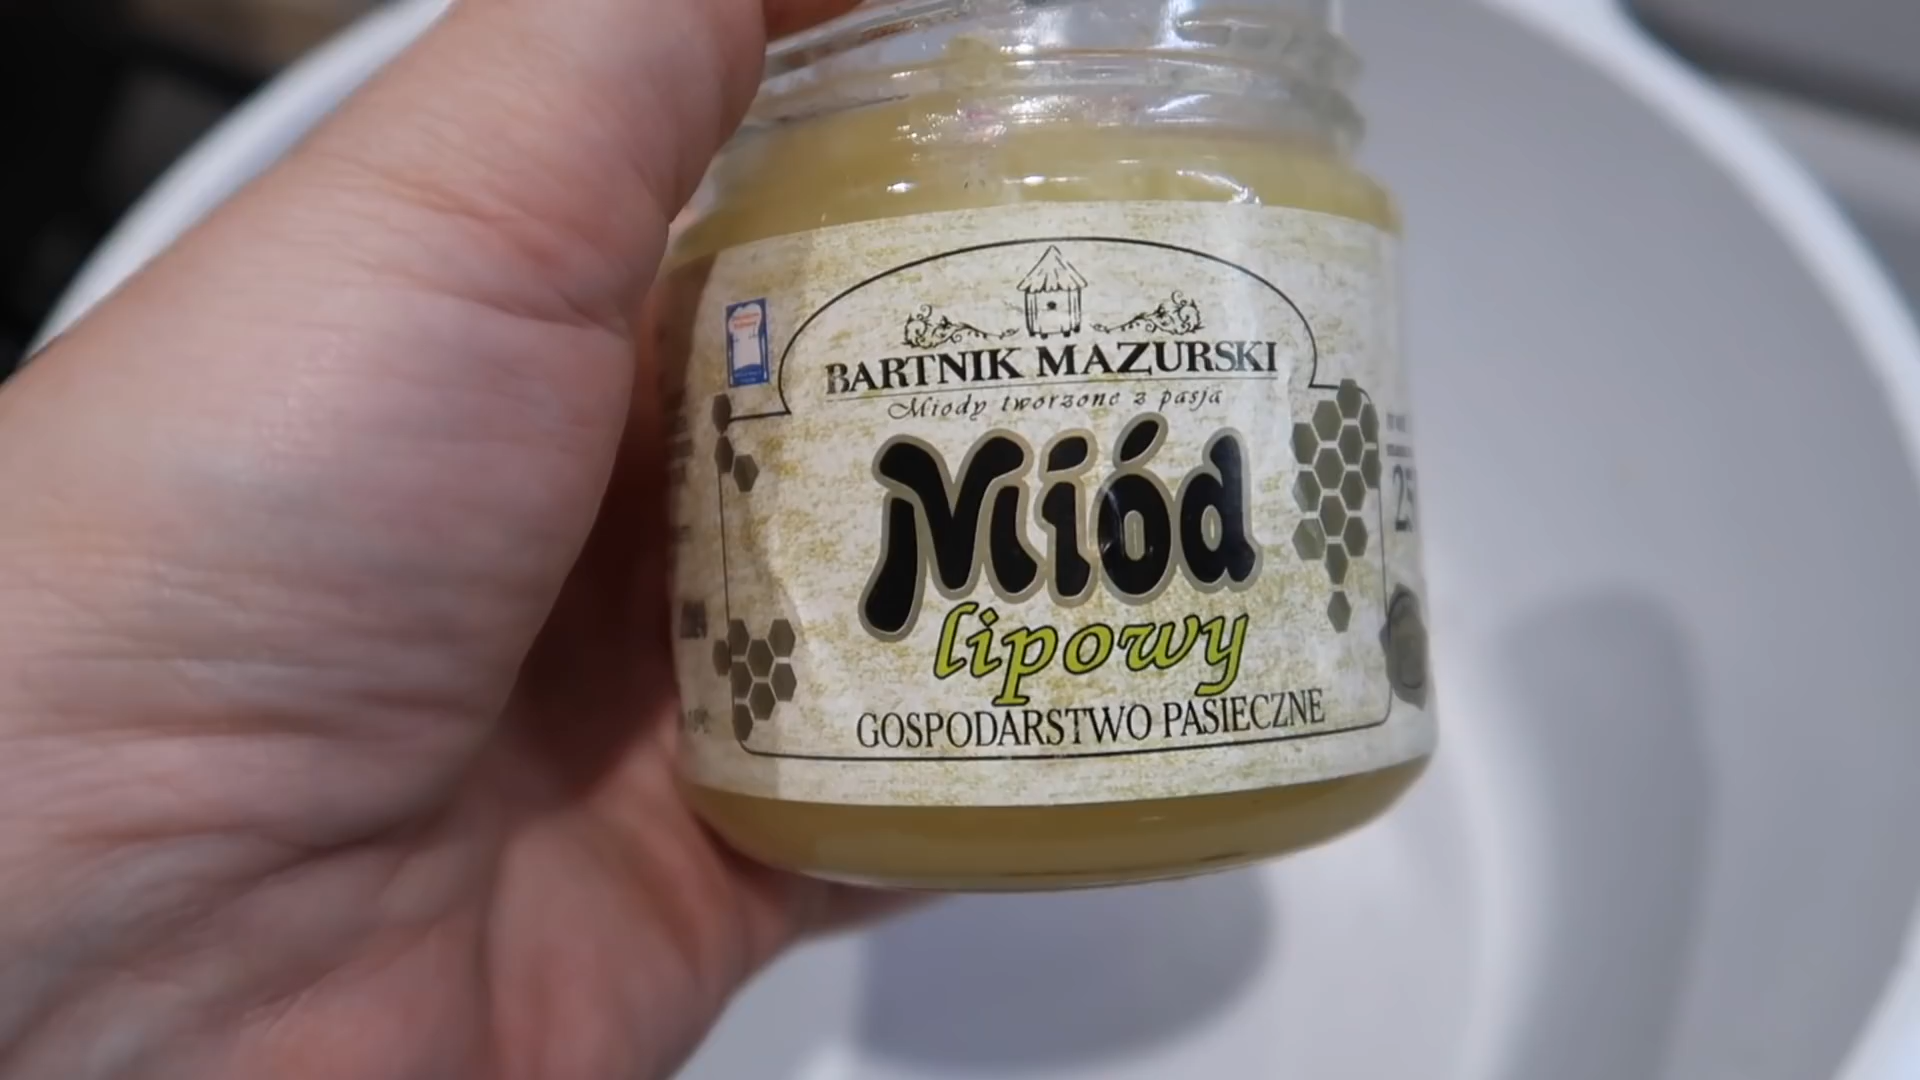 BARTNIK MAZURSKI
Miody tworzone z pasją
Miód
lipowy
GOSPODARSTWO PASIECZNE